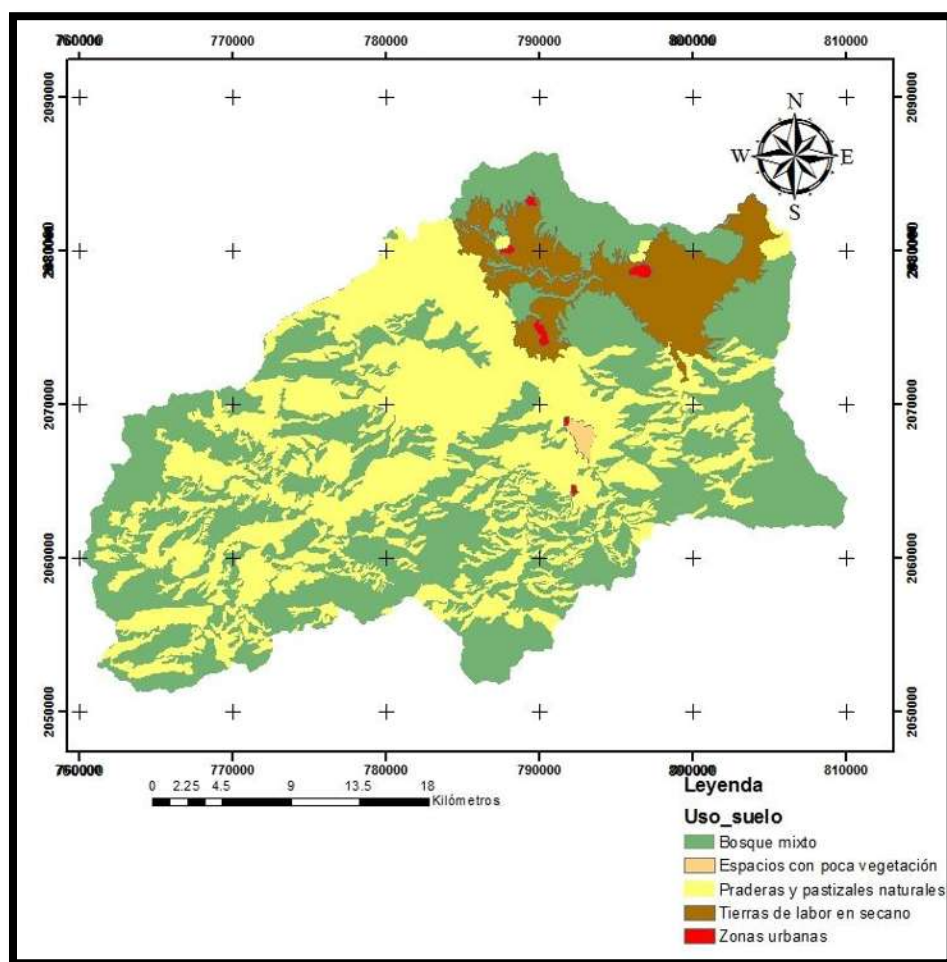 760000 770000 780000 790000 800000 810000
2090000 2090000
N
W E
S
2080000 2080000
2070000 2070000
2060000 2060000
2050000 2050000
760000 770000 780000 790000 800000 810000
0 2.25 4.5 9 13.5 18
Kilómetros
Leyenda
Uso_suelo
Bosque mixto
Espacios con poca vegetación
Praderas y pastizales naturales
Tierras de labor en secano
Zonas urbanas